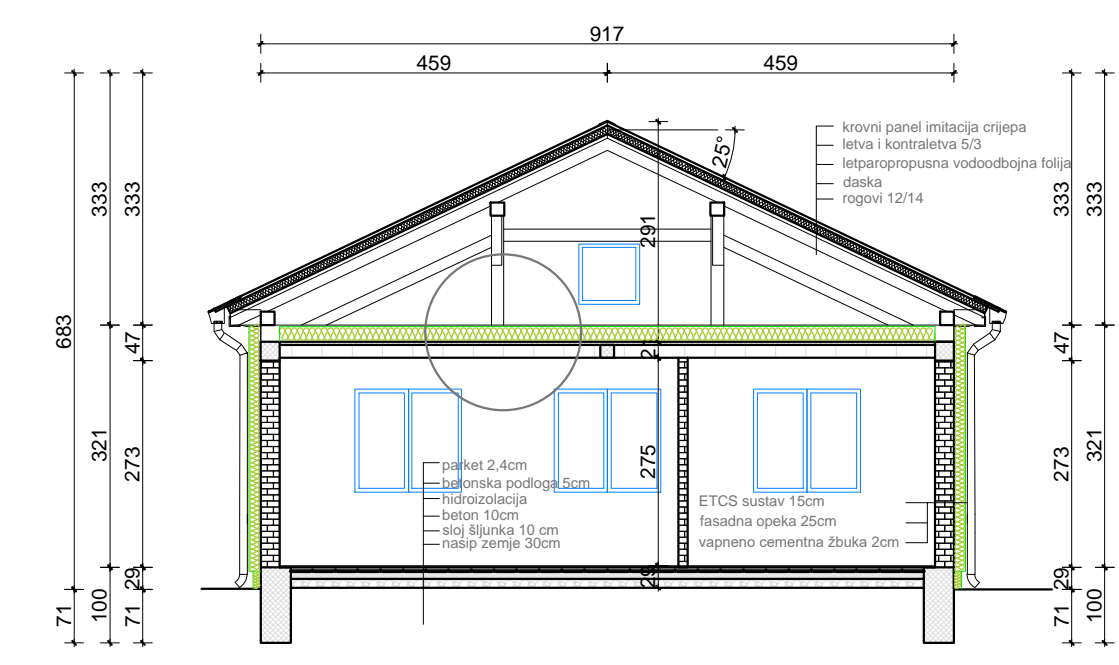 917
459
459
krovni panel imitacija crijepa
letva i kontraletva 5/3
letparopropusna vodoodbojna folija
daska
rogovi 12/14
25°
333
333
291
333
333
683
47
21
47
321
273
275
273
321
parket 2,4cm
betonska podloga 5cm
hidroizolacija
beton 10cm
sloj šljunka 10 cm
nasip zemje 30cm
ETCS sustav 15cm
fasadna opeka 25cm
vapneno cementna žbuka 2cm
29
29
29
71
100
71
71
100